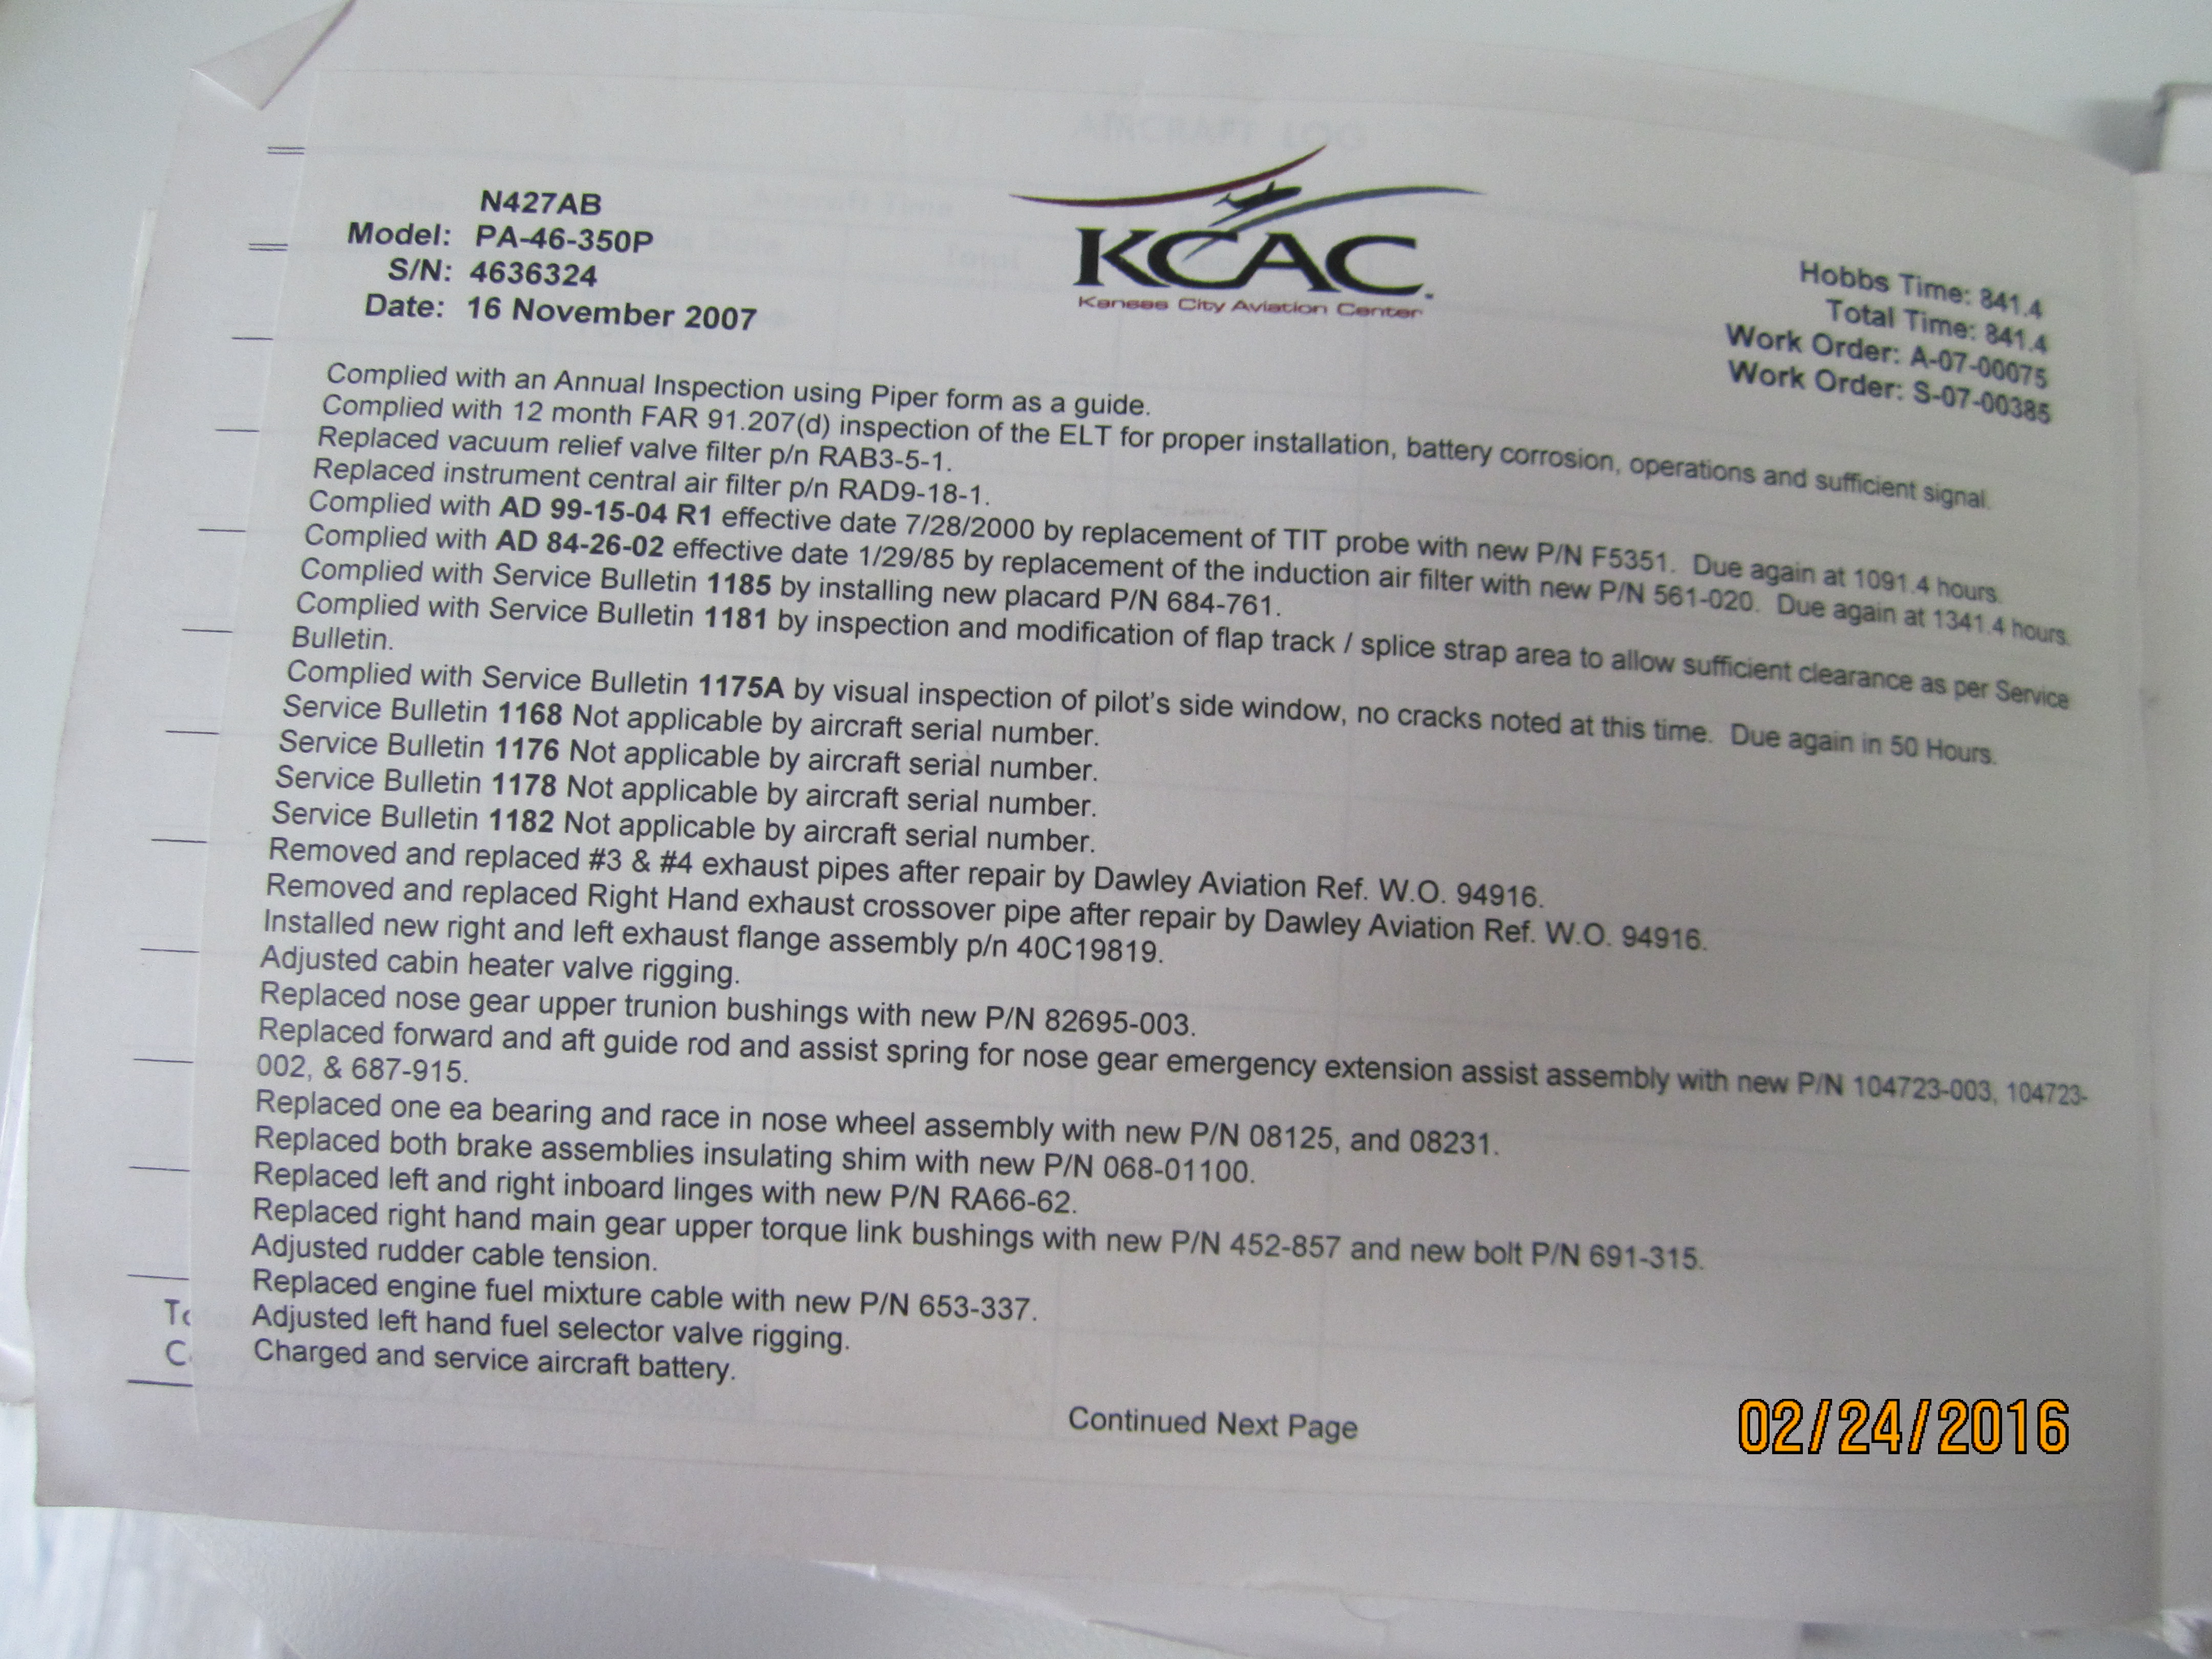 AIRCRAFT LOG
N427AB
Model: PA-46-350P
S/N: 4636324
Date: 16 November 2007
KCAC.
Kansas City Aviation Center
Hobbs Time: 841.4
Total Time: 841.4
Work Order: A-07-00075
Work Order: S-07-00385
Complied with an Annual Inspection using Piper form as a guide.
Complied with 12 month FAR 91.207(d) inspection of the ELT for proper installation, battery corrosion, operations and sufficient signal.
Replaced vacuum relief valve filter p/n RAB3-5-1.
Replaced instrument central air filter p/n RAD9-18-1.
Complied with AD 99-15-04 R1 effective date 7/28/2000 by replacement of TIT probe with new P/N F5351. Due again at 1091.4 hours.
Complied with AD 84-26-02 effective date 1/29/85 by replacement of the induction air filter with new P/N 561-020. Due again at 1341.4 hours.
Complied with Service Bulletin 1185 by installing new placard P/N 684-761.
Complied with Service Bulletin 1181 by inspection and modification of flap track / splice strap area to allow sufficient clearance as per Service
Bulletin.
Complied with Service Bulletin 1175A by visual inspection of pilot's side window, no cracks noted at this time. Due again in 50 Hours.
Service Bulletin 1168 Not applicable by aircraft serial number.
Service Bulletin 1176 Not applicable by aircraft serial number.
Service Bulletin 1178 Not applicable by aircraft serial number.
Service Bulletin 1182 Not applicable by aircraft serial number.
Removed and replaced #3 & #4 exhaust pipes after repair by Dawley Aviation Ref. W.O. 94916.
Removed and replaced Right Hand exhaust crossover pipe after repair by Dawley Aviation Ref. W.O. 94916.
Installed new right and left exhaust flange assembly p/n 40C19819.
Adjusted cabin heater valve rigging.
Replaced nose gear upper trunion bushings with new P/N 82695-003.
Replaced forward and aft guide rod and assist spring for nose gear emergency extension assist assembly with new P/N 104723-003, 104723-
002, & 687-915.
Replaced one ea bearing and race in nose wheel assembly with new P/N 08125, and 08231.
Replaced both brake assemblies insulating shim with new P/N 068-01100.
Replaced left and right inboard linges with new P/N RA66-62.
Replaced right hand main gear upper torque link bushings with new P/N 452-857 and new bolt P/N 691-315.
Adjusted rudder cable tension.
Replaced engine fuel mixture cable with new P/N 653-337.
Adjusted left hand fuel selector valve rigging.
Charged and service aircraft battery.
Continued Next Page
02/24/2016